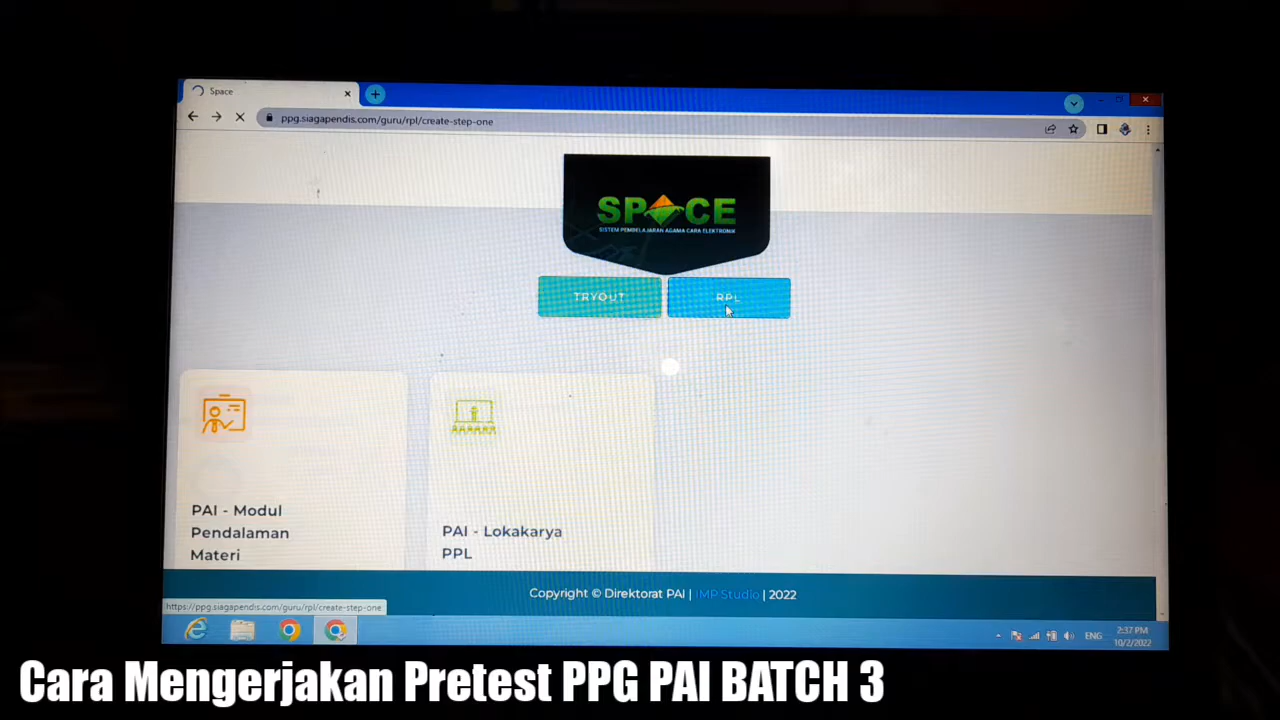 Space
ppg.siagapendis.com/guru/rpl/create-step-one
SPACE
SISTEM PEMBELAJARAN AGAMA CARA ELEKTRONIK
TRYOUT
RPL
PAI - Modul
Pendalaman
Materi
PAI - Lokakarya
PPL
Copyright © Direktorat PAI | IMP Studio | 2022
https://ppg.siagapendis.com/guru/rpl/create-step-one
ENG
2:37 PM
10/2/2022
Cara Mengerjakan Pretest PPG PAI BATCH 3